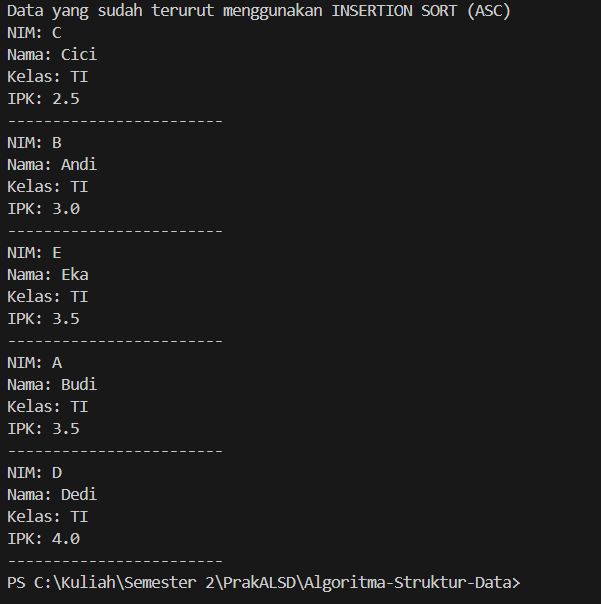 Data yang sudah terurut menggunakan INSERTION SORT (ASC)
NIM: C
Nama: Cici
Kelas: TI
IPK: 2.5
------------------------
NIM: B
Nama: Andi
Kelas: TI
IPK: 3.0
------------------------
NIM: E
Nama: Eka
Kelas: TI
IPK: 3.5
------------------------
NIM: A
Nama: Budi
Kelas: TI
IPK: 3.5
------------------------
NIM: D
Nama: Dedi
Kelas: TI
IPK: 4.0
------------------------
PS C:\Kuliah\Semester 2\PrakALSD\Algoritma-Struktur-Data>